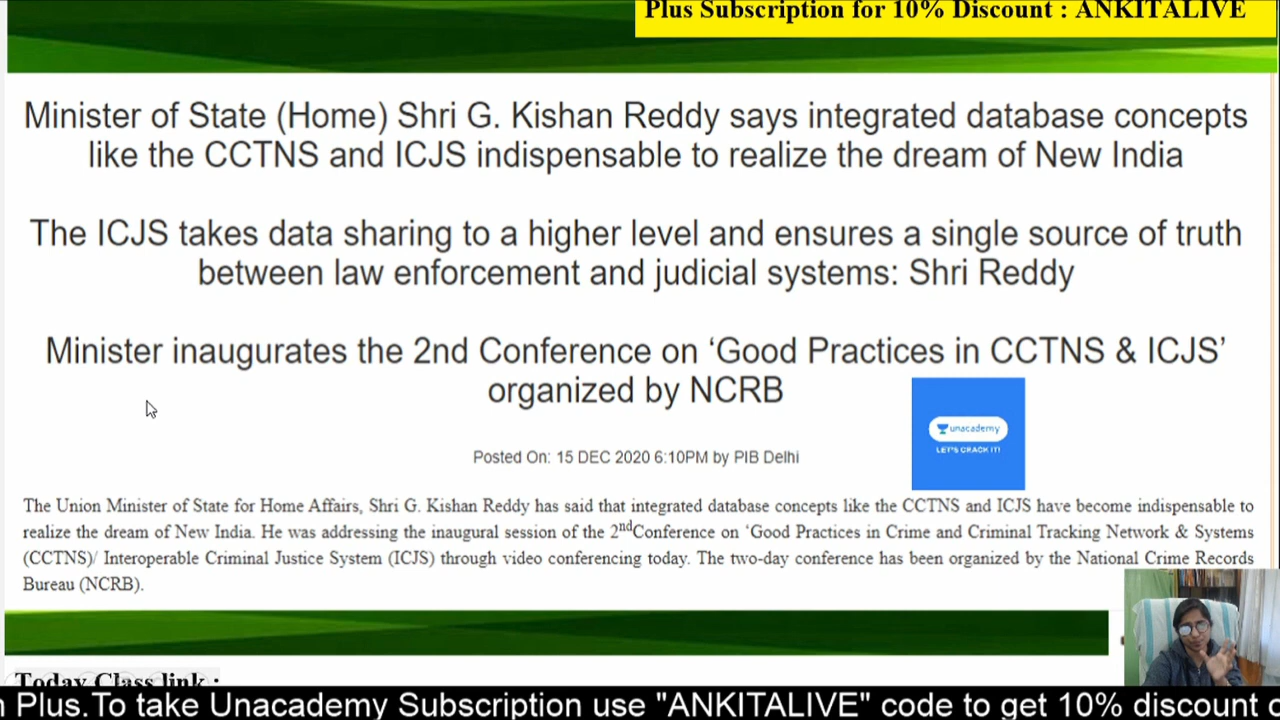 Plus Subscription for 10% Discount : ANKITALIVE
Minister of State (Home) Shri G. Kishan Reddy says integrated database concepts
like the CCTNS and ICJS indispensable to realize the dream of New India
The ICJS takes data sharing to a higher level and ensures a single source of truth
between law enforcement and judicial systems: Shri Reddy
Minister inaugurates the 2nd Conference on ‘Good Practices in CCTNS & ICJS’
organized by NCRB
unacademy
LET'S CRACK IT!
Posted On: 15 DEC 2020 6:10PM by PIB Delhi
The Union Minister of State for Home Affairs, Shri G. Kishan Reddy has said that integrated database concepts like the CCTNS and ICJS have become indispensable to
realize the dream of New India. He was addressing the inaugural session of the 2ndConference on ‘Good Practices in Crime and Criminal Tracking Network & Systems
(CCTNS)/ Interoperable Criminal Justice System (ICJS) through video conferencing today. The two-day conference has been organized by the National Crime Records
Bureau (NCRB).
Today Class link :
Plus.To take Unacademy Subscription use "ANKITALIVE" code to get 10% discount